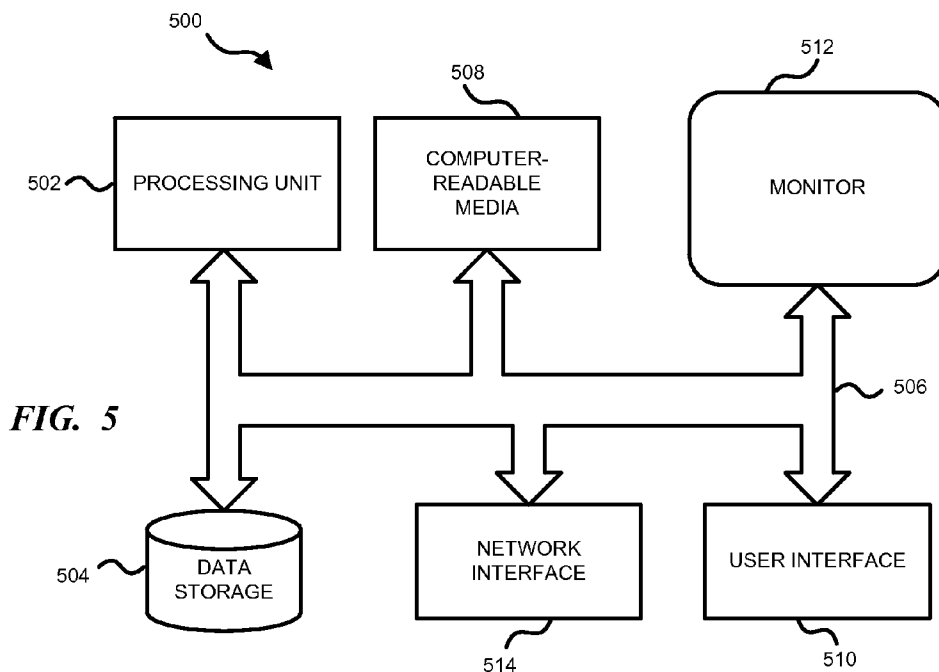 500
508
512
502
PROCESSING UNIT
COMPUTER-
READABLE
MEDIA
MONITOR
506
FIG. 5
504
DATA
STORAGE
NETWORK
INTERFACE
USER INTERFACE
514
510